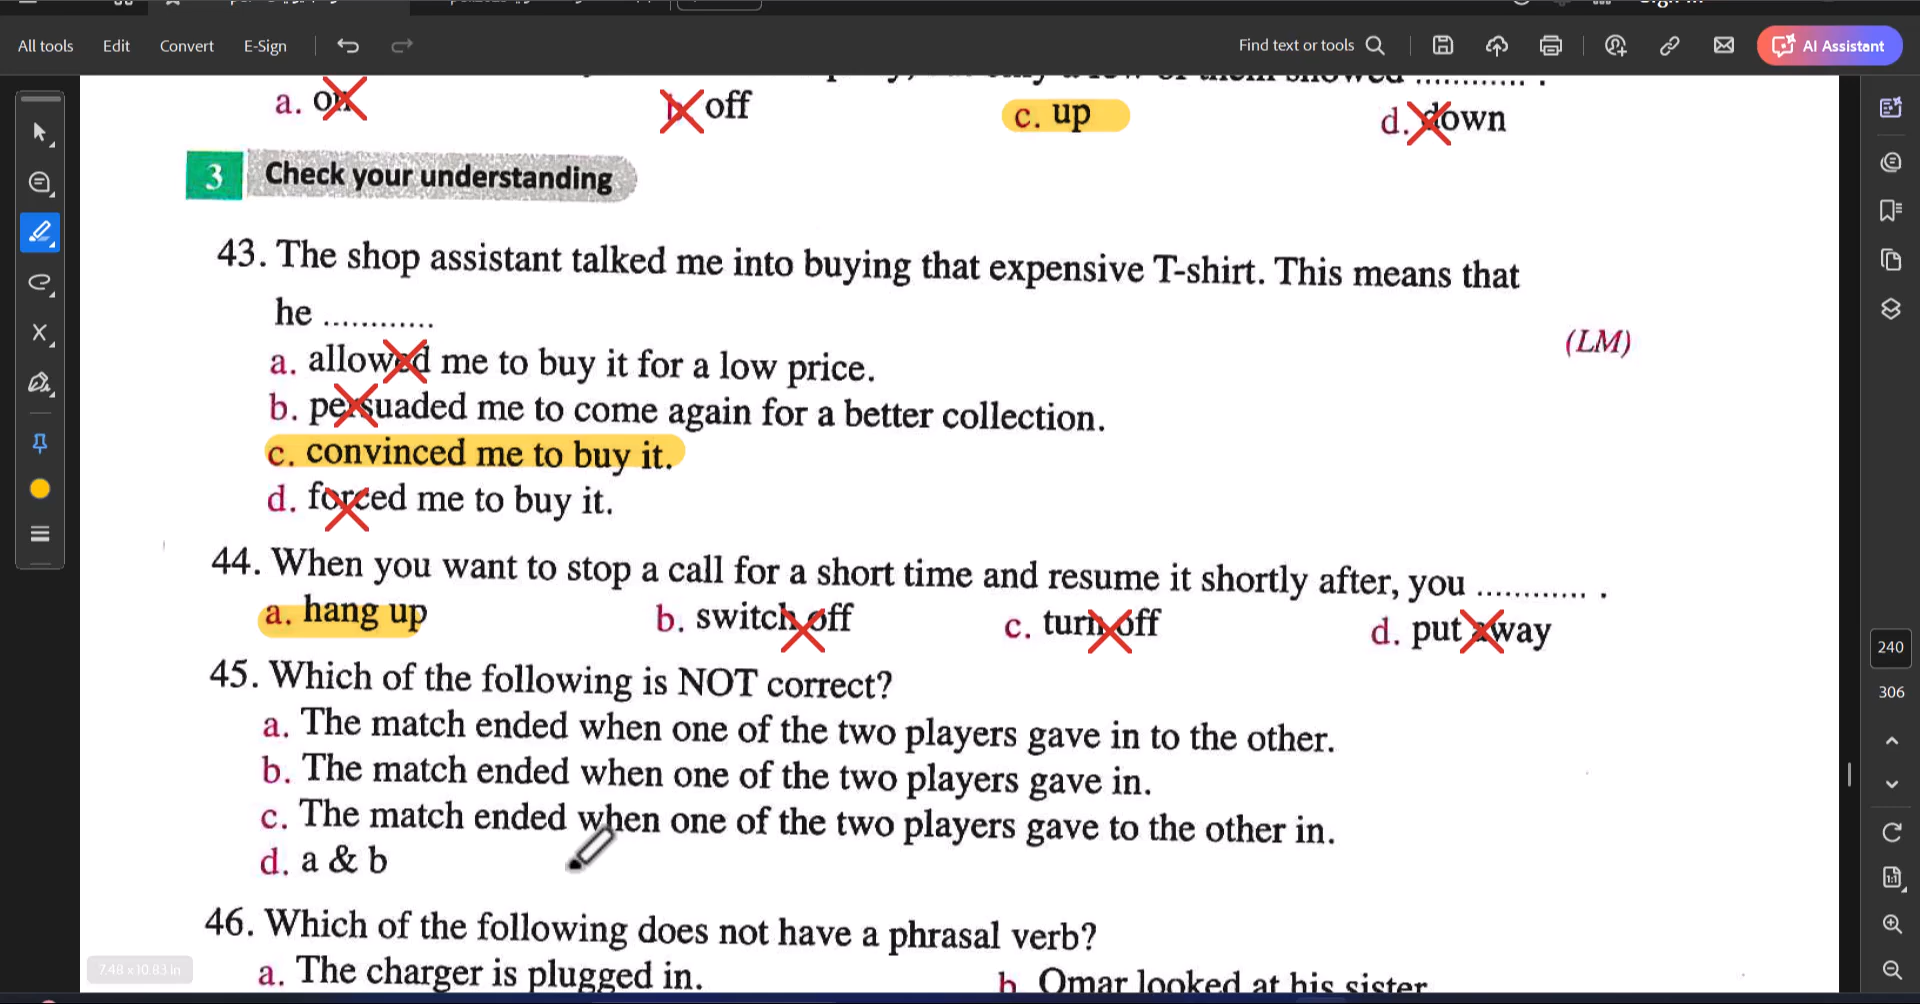 All tools
Edit
Convert
E-Sign
Find text or tools
AI Assistant
a. on
off
c. up
d. down
3 Check your understanding
43. The shop assistant talked me into buying that expensive T-shirt. This means that
he ............
(LM)
a. allowed me to buy it for a low price.
b. persuaded me to come again for a better collection.
c. convinced me to buy it.
d. forced me to buy it.
44. When you want to stop a call for a short time and resume it shortly after, you ............ .
a. hang up
b. switch off
c. turn off
d. put away
45. Which of the following is NOT correct?
a. The match ended when one of the two players gave in to the other.
b. The match ended when one of the two players gave in.
c. The match ended when one of the two players gave to the other in.
d. a & b
46. Which of the following does not have a phrasal verb?
a. The charger is plugged in.
b. Omar looked at his sister
240
306
7.48 x 10.83 in